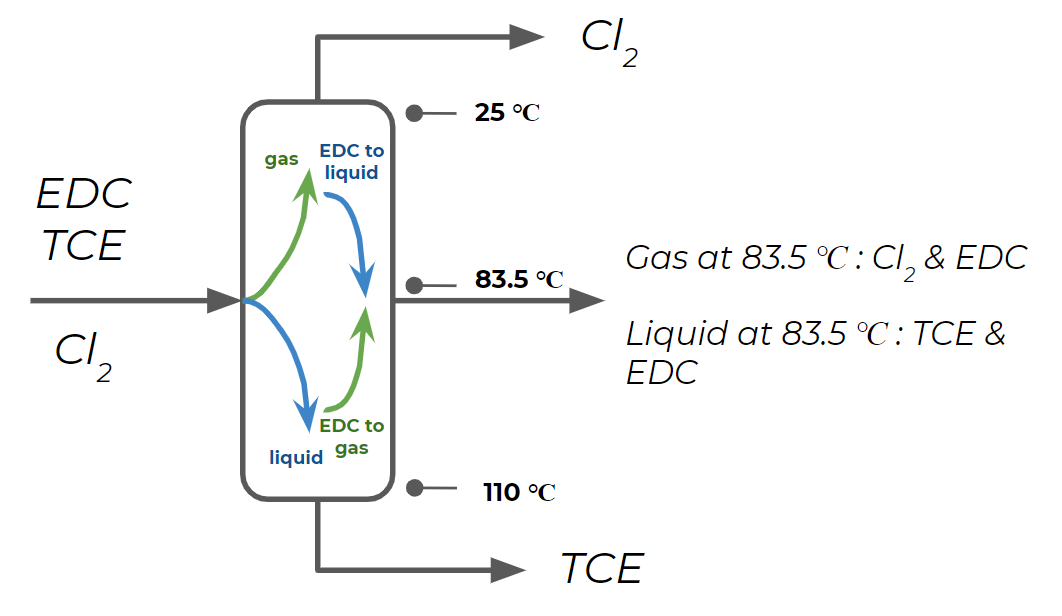 Cl2
25 °C
gas
EDC to
liquid
EDC
TCE
Cl2
83.5 °C
Gas at 83.5 °C : Cl2 & EDC
Liquid at 83.5 °C : TCE &
EDC
EDC to
gas
liquid
110 °C
TCE